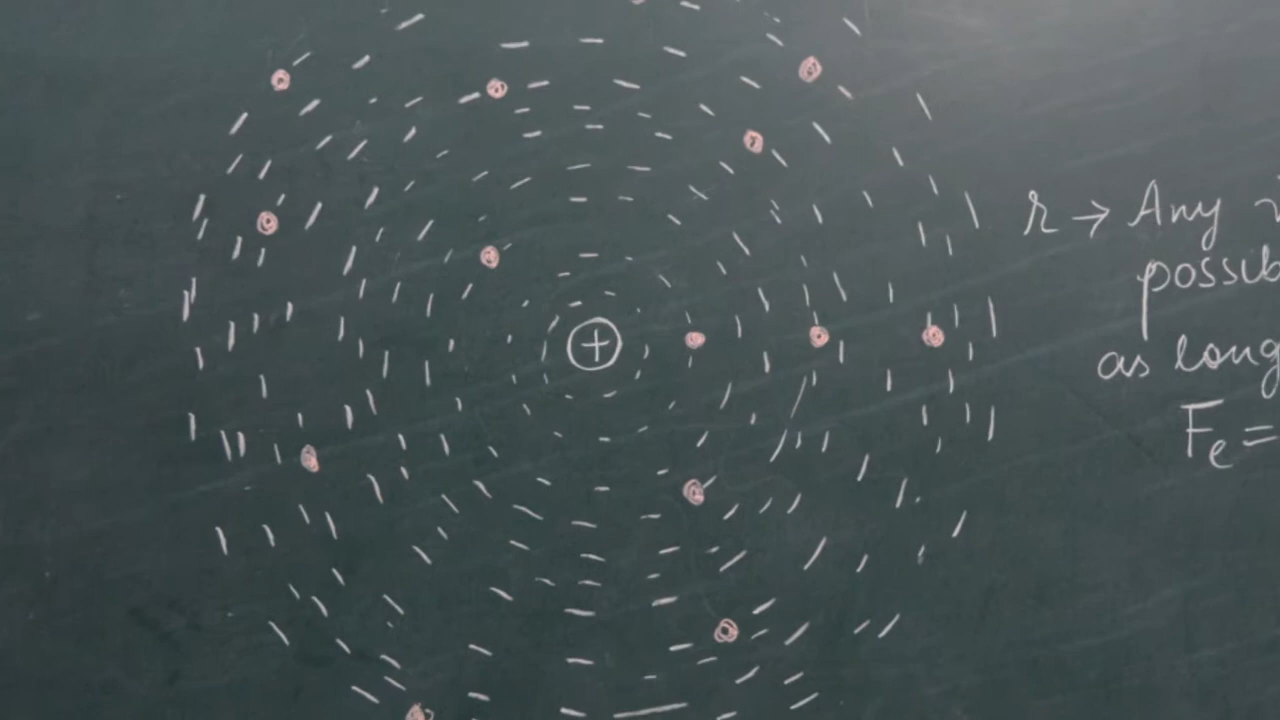 +
r → Any
possib
as long
Fe =